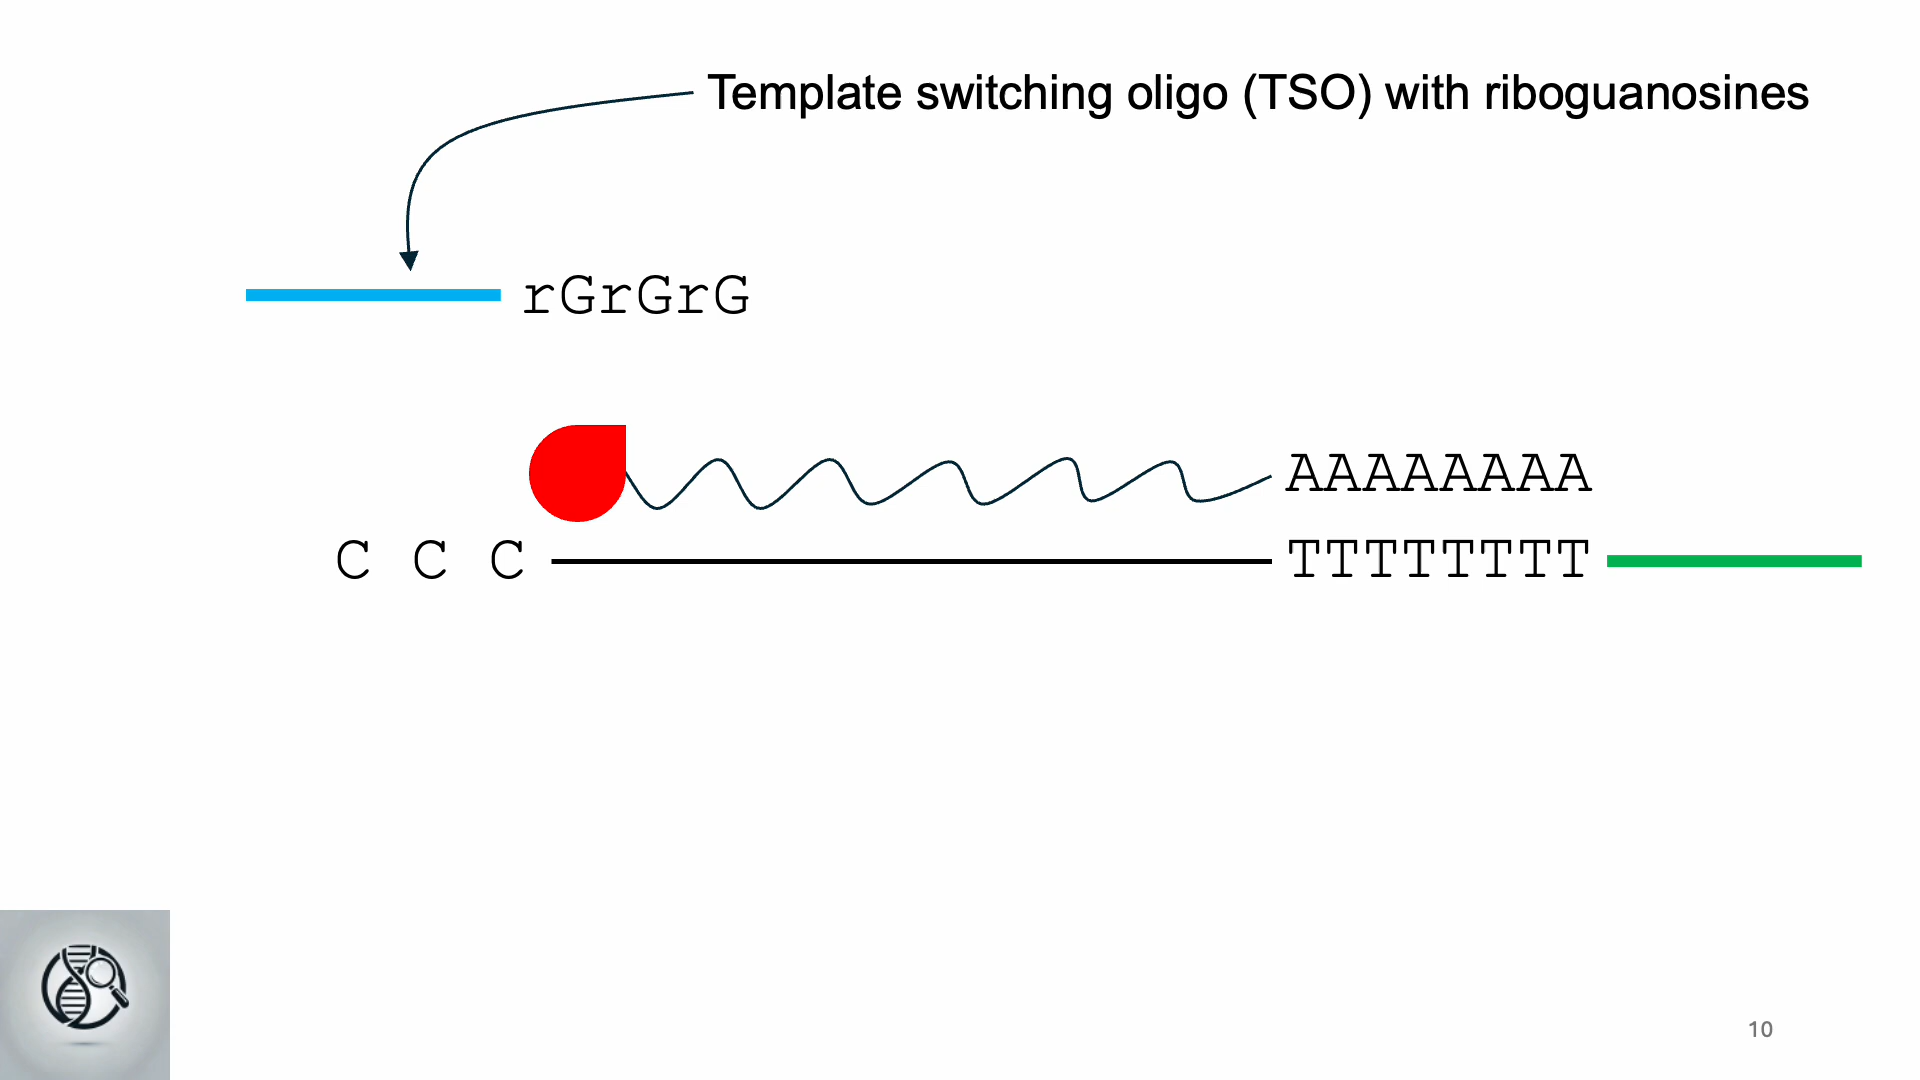 Template switching oligo (TSO) with riboguanosines
rGrGrG
AAAAAAAA
C C C TTTTTTTT
10